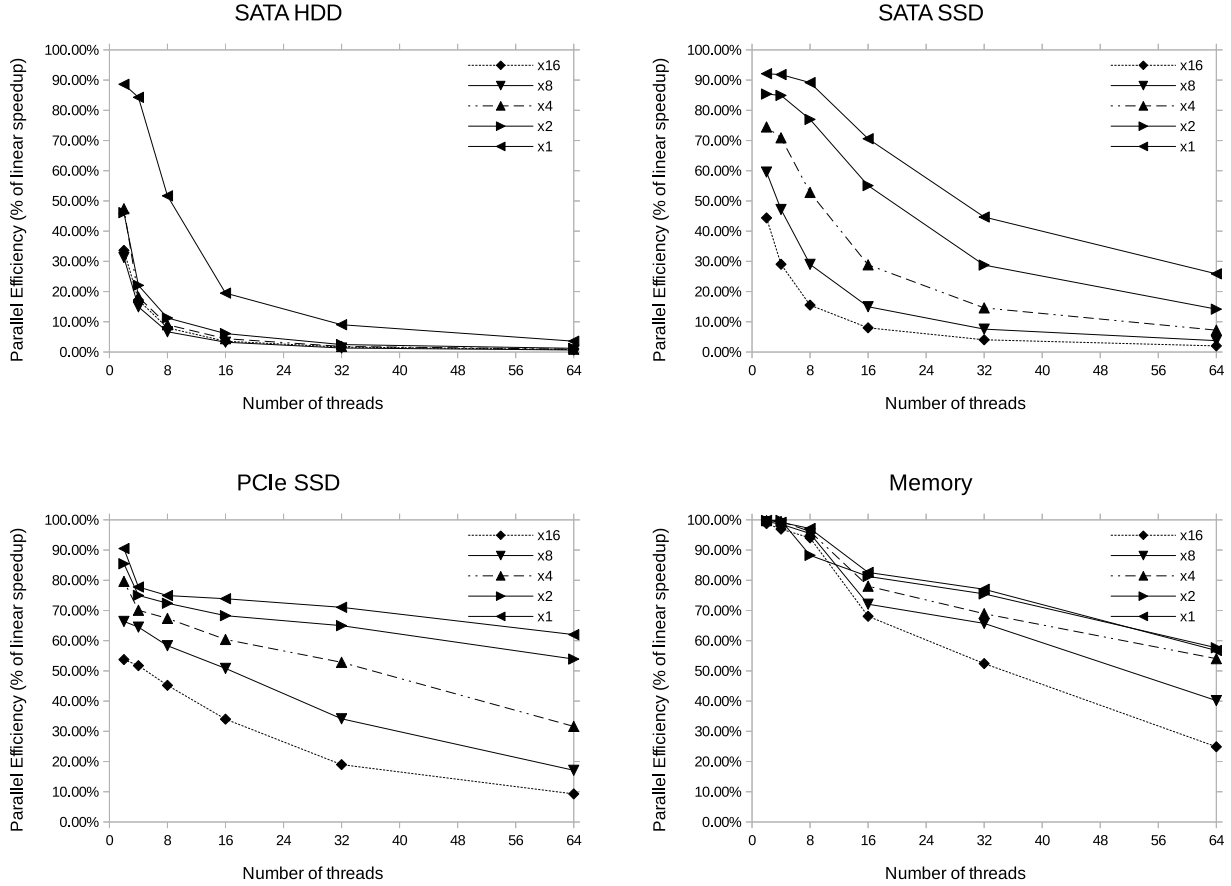 SATA HDD
100.00%
90.00%
80.00%
70.00%
60.00%
50.00%
40.00%
30.00%
20.00%
10.00%
0.00%
Parallel Efficiency (% of linear speedup)
x16
x8
x4
x2
x1
0 8 16 24 32 40 48 56 64
Number of threads
SATA SSD
100.00%
90.00%
80.00%
70.00%
60.00%
50.00%
40.00%
30.00%
20.00%
10.00%
0.00%
Parallel Efficiency (% of linear speedup)
x16
x8
x4
x2
x1
0 8 16 24 32 40 48 56 64
Number of threads
PCIe SSD
100.00%
90.00%
80.00%
70.00%
60.00%
50.00%
40.00%
30.00%
20.00%
10.00%
0.00%
Parallel Efficiency (% of linear speedup)
x16
x8
x4
x2
x1
0 8 16 24 32 40 48 56 64
Number of threads
Memory
100.00%
90.00%
80.00%
70.00%
60.00%
50.00%
40.00%
30.00%
20.00%
10.00%
0.00%
Parallel Efficiency (% of linear speedup)
x16
x8
x4
x2
x1
0 8 16 24 32 40 48 56 64
Number of threads